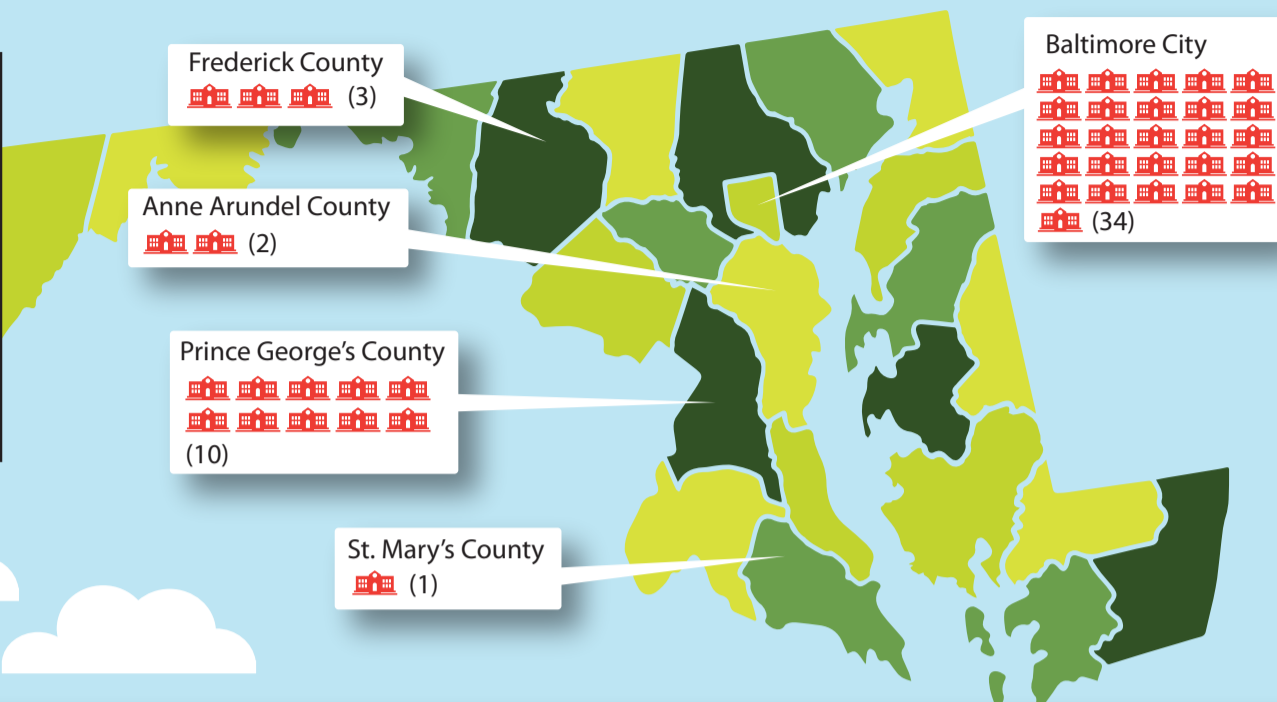 Frederick County
(3)
Baltimore City
(34)
Anne Arundel County
(2)
Prince George's County
(10)
St. Mary's County
(1)